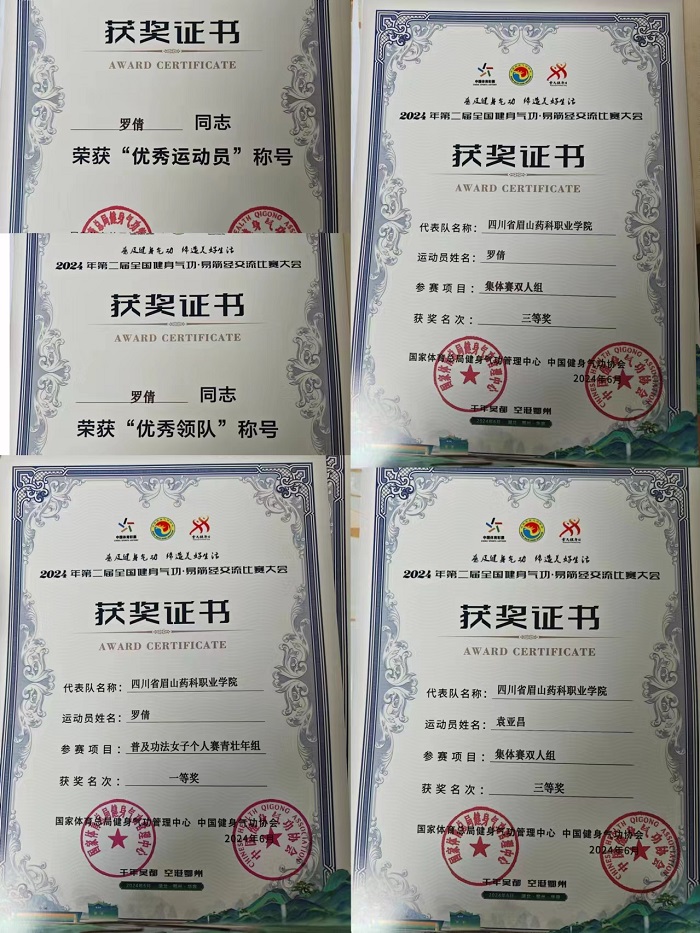 获奖证书
AWARD CERTIFICATE
罗倩 同志
荣获“优秀运动员”称号
普及健身气功 缔造美好生活
2024年第二届全国健身气功·易筋经交流比赛大会
获奖证书
AWARD CERTIFICATE
罗倩 同志
荣获“优秀领队”称号
普及健身气功 缔造美好生活
2024年第二届全国健身气功·易筋经交流比赛大会
获奖证书
AWARD CERTIFICATE
代表队名称：四川省眉山药科职业学院
运动员姓名：罗倩
参赛项目：集体赛双人组
获奖名次：三等奖
国家体育总局健身气功管理中心 中国健身气功协会
2024年6月
千年吴都 空港鄂州
普及健身气功 缔造美好生活
2024年第二届全国健身气功·易筋经交流比赛大会
获奖证书
AWARD CERTIFICATE
代表队名称：四川省眉山药科职业学院
运动员姓名：罗倩
参赛项目：普及功法女子个人赛青壮年组
获奖名次：一等奖
国家体育总局健身气功管理中心 中国健身气功协会
2024年6月
千年吴都 空港鄂州
普及健身气功 缔造美好生活
2024年第二届全国健身气功·易筋经交流比赛大会
获奖证书
AWARD CERTIFICATE
代表队名称：四川省眉山药科职业学院
运动员姓名：袁亚昌
参赛项目：集体赛双人组
获奖名次：三等奖
国家体育总局健身气功管理中心 中国健身气功协会
2024年6月
千年吴都 空港鄂州